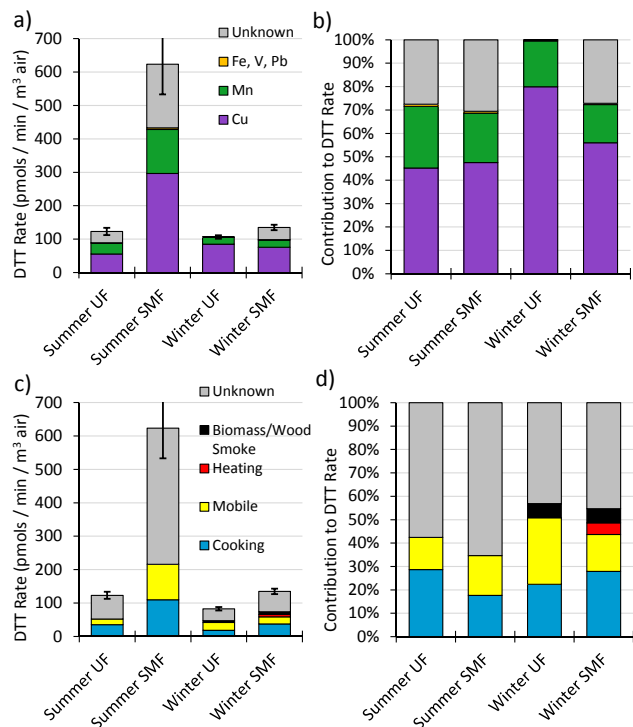 a)
DTT Rate (pmols / min / m³ air)
700
600
500
400
300
200
100
0
Unknown
Fe, V, Pb
Mn
Cu
Summer UF
Summer SMF
Winter UF
Winter SMF
b)
Contribution to DTT Rate
100%
90%
80%
70%
60%
50%
40%
30%
20%
10%
0%
Summer UF
Summer SMF
Winter UF
Winter SMF
c)
DTT Rate (pmols / min / m³ air)
700
600
500
400
300
200
100
0
Unknown
Biomass/Wood
Smoke
Heating
Mobile
Cooking
Summer UF
Summer SMF
Winter UF
Winter SMF
d)
Contribution to DTT Rate
100%
90%
80%
70%
60%
50%
40%
30%
20%
10%
0%
Summer UF
Summer SMF
Winter UF
Winter SMF